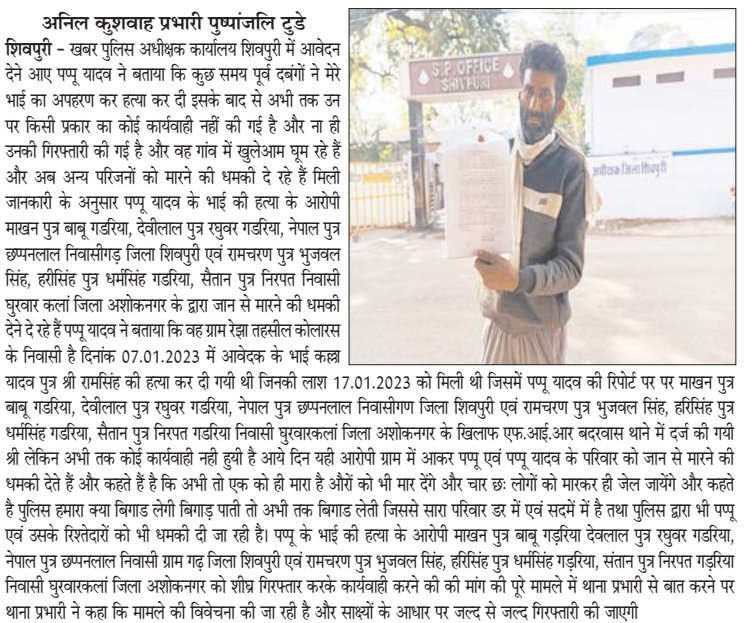 अनिल कुशवाह प्रभारी पुष्पांजलि टुडे
शिवपुरी – खबर पुलिस अधीक्षक कार्यालय शिवपुरी में आवेदन
देने आए पप्पू यादव ने बताया कि कुछ समय पूर्व दबंगों ने मेरे
भाई का अपहरण कर हत्या कर दी इसके बाद से अभी तक उन
पर किसी प्रकार का कोई कार्यवाही नहीं की गई है और ना ही
उनकी गिरफ्तारी की गई है और वह गांव में खुलेआम घूम रहे हैं
और अब अन्य परिजनों को मारने की धमकी दे रहे हैं मिली
जानकारी के अनुसार पप्पू यादव के भाई की हत्या के आरोपी
माखन पुत्र बाबू गडरिया, देवीलाल पुत्र रघुवर गडरिया, नेपाल पुत्र
छप्पनलाल निवासीगड़ जिला शिवपुरी एवं रामचरण पुत्र भुजवल
सिंह, हरीसिंह पुत्र धर्मसिंह गडरिया, सैतान पुत्र निरपत निवासी
घुरवार कलां जिला अशोकनगर के द्वारा जान से मारने की धमकी
देने दे रहे हैं पप्पू यादव ने बताया कि वह ग्राम रेझा तहसील कोलारस
के निवासी है दिनांक 07.01.2023 में आवेदक के भाई कल्ला
यादव पुत्र श्री रामसिंह की हत्या कर दी गयी थी जिनकी लाश 17.01.2023 को मिली थी जिसमें पप्पू यादव की रिपोर्ट पर पर माखन पुत्र
बाबू गडरिया, देवीलाल पुत्र रघुवर गडरिया, नेपाल पुत्र छप्पनलाल निवासीगण जिला शिवपुरी एवं रामचरण पुत्र भुजवल सिंह, हरिसिंह पुत्र
धर्मसिंह गडरिया, सैतान पुत्र निरपत गडरिया निवासी घुरवारकलां जिला अशोकनगर के खिलाफ एफ.आई.आर बदरवास थाने में दर्ज की गयी
श्री लेकिन अभी तक कोई कार्यवाही नही हुयी है आये दिन यही आरोपी ग्राम में आकर पप्पू एवं पप्पू यादव के परिवार को जान से मारने की
धमकी देते हैं और कहते हैं है कि अभी तो एक को ही मारा है औरों को भी मार देंगे और चार छः लोगों को मारकर ही जेल जायेंगे और कहते
है पुलिस हमारा क्या बिगाड लेगी बिगाड़ पाती तो अभी तक बिगाड लेती जिससे सारा परिवार डर में एवं सदमें में है तथा पुलिस द्वारा भी पप्पू
एवं उसके रिश्तेदारों को भी धमकी दी जा रही है। पप्पू के भाई की हत्या के आरोपी माखन पुत्र बाबू गड़रिया देवलाल पुत्र रघुवर गडरिया,
नेपाल पुत्र छप्पनलाल निवासी ग्राम गढ़ जिला शिवपुरी एवं रामचरण पुत्र भुजवल सिंह, हरिसिंह पुत्र धर्मसिंह गड़रिया, संतान पुत्र निरपत गड़रिया
निवासी घुरवारकलां जिला अशोकनगर को शीघ्र गिरफ्तार करके कार्यवाही करने की की मांग की पूरे मामले में थाना प्रभारी से बात करने पर
थाना प्रभारी ने कहा कि मामले की विवेचना की जा रही है और साक्ष्यों के आधार पर जल्द से जल्द गिरफ्तारी की जाएगी
S.P. OFFICE
SHIVPURI
अधीक्षक जिला शिवपुरी